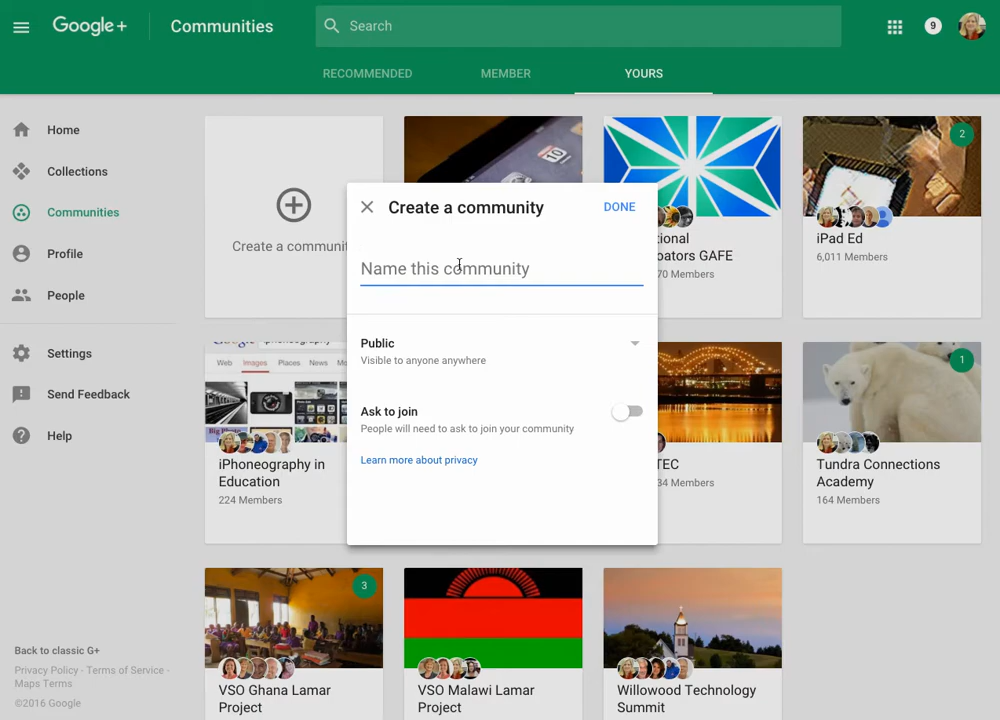 Google+
Communities
Search
9
RECOMMENDED
MEMBER
YOURS
Home
Collections
Communities
Profile
People
Settings
Send Feedback
Help
Back to classic G+
Privacy Policy - Terms of Service -
Maps Terms
©2016 Google
Create a communit
10
tional
ators GAFE
70 Members
2
iPad Ed
6,011 Members
Create a community
DONE
Name this community
Public
Visible to anyone anywhere
Ask to join
People will need to ask to join your community
Learn more about privacy
Web Images Places News
iPhoneography in
Education
224 Members
TEC
34 Members
1
Tundra Connections
Academy
164 Members
3
VSO Ghana Lamar
Project
VSO Malawi Lamar
Project
Willowood Technology
Summit